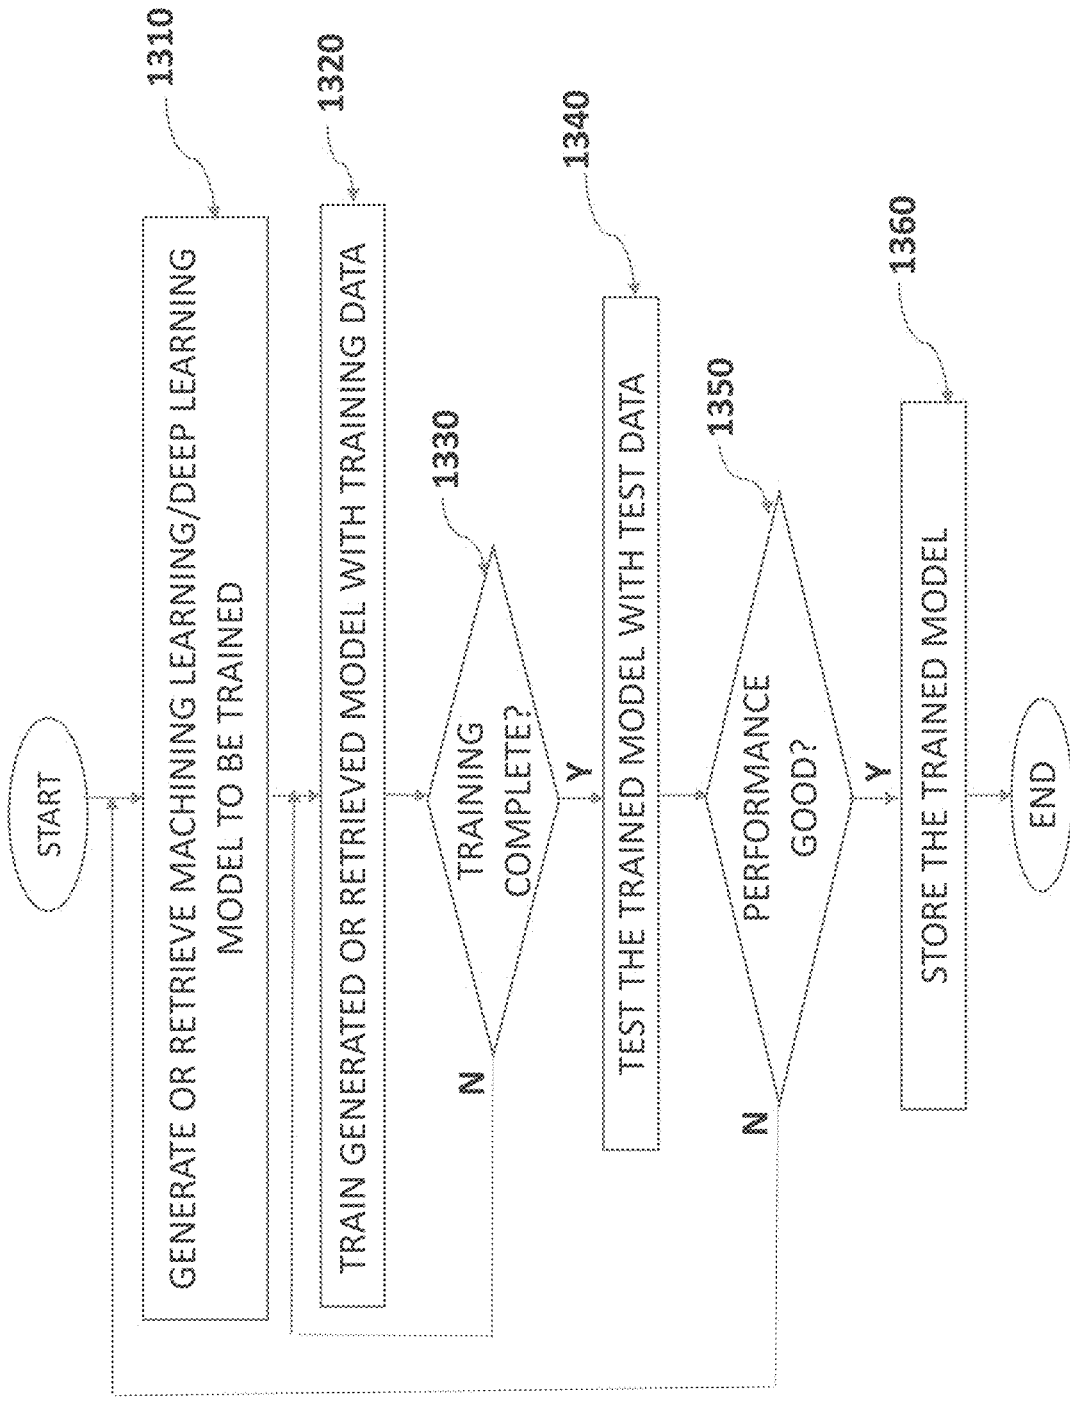 START
1310
GENERATE OR RETRIEVE MACHINING LEARNING/DEEP LEARNING
MODEL TO BE TRAINED
1320
TRAIN GENERATED OR RETRIEVED MODEL WITH TRAINING DATA
1330
TRAINING
COMPLETE?
N
Y
1340
TEST THE TRAINED MODEL WITH TEST DATA
1350
PERFORMANCE
GOOD?
N
Y
1360
STORE THE TRAINED MODEL
END